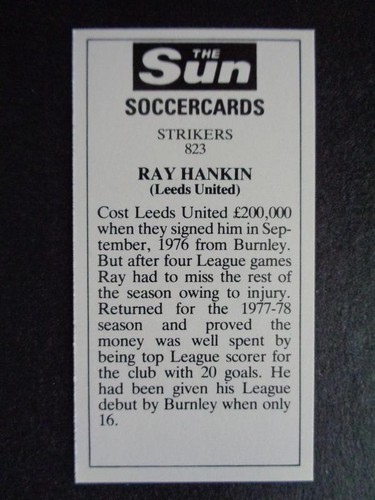 THE
Sun
SOCCERCARDS
STRIKERS
823
RAY HANKIN
(Leeds United)
Cost Leeds United £200,000
when they signed him in Sep-
tember, 1976 from Burnley.
But after four League games
Ray had to miss the rest of
the season owing to injury.
Returned for the 1977-78
season and proved the
money was well spent by
being top League scorer for
the club with 20 goals. He
had been given his League
debut by Burnley when only
16.